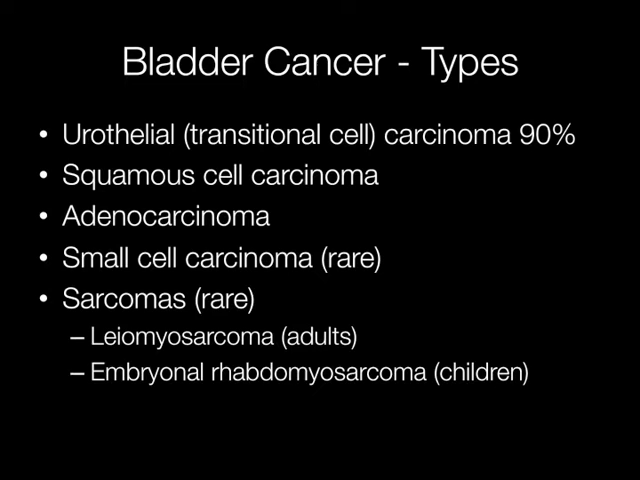 Bladder Cancer - Types
• Urothelial (transitional cell) carcinoma 90%
• Squamous cell carcinoma
• Adenocarcinoma
• Small cell carcinoma (rare)
• Sarcomas (rare)
– Leiomyosarcoma (adults)
– Embryonal rhabdomyosarcoma (children)